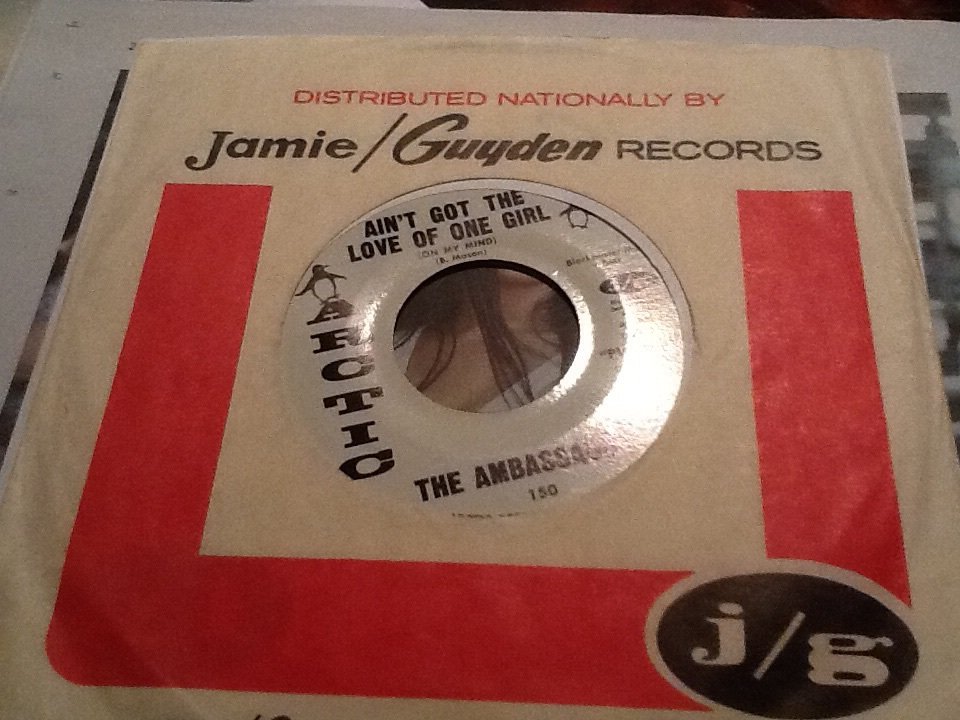 DISTRIBUTED NATIONALLY BY
Jamie/Guyden RECORDS
AIN'T GOT THE
LOVE OF ONE GIRL
(ON MY MIND)
(B. Mason)
ARCTIC
THE
150
j/g